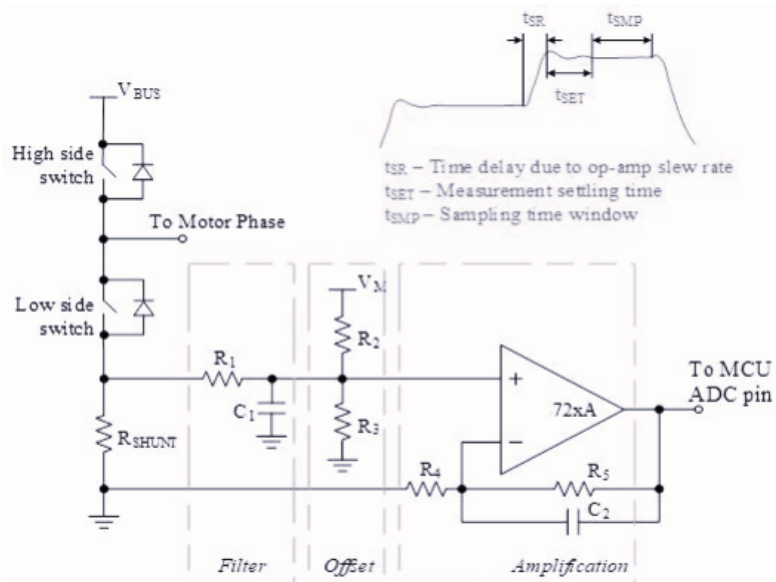 tSR
tSMP
tSET
VBUS
High side
switch
tSR – Time delay due to op-amp slew rate
tSET – Measurement settling time
tSMP – Sampling time window
To Motor Phase
Low side
switch
VM
R2
R1
C1
R3
RSHUNT
+
−
72xA
To MCU
ADC pin
R4
R5
C2
Filter
Offset
Amplification